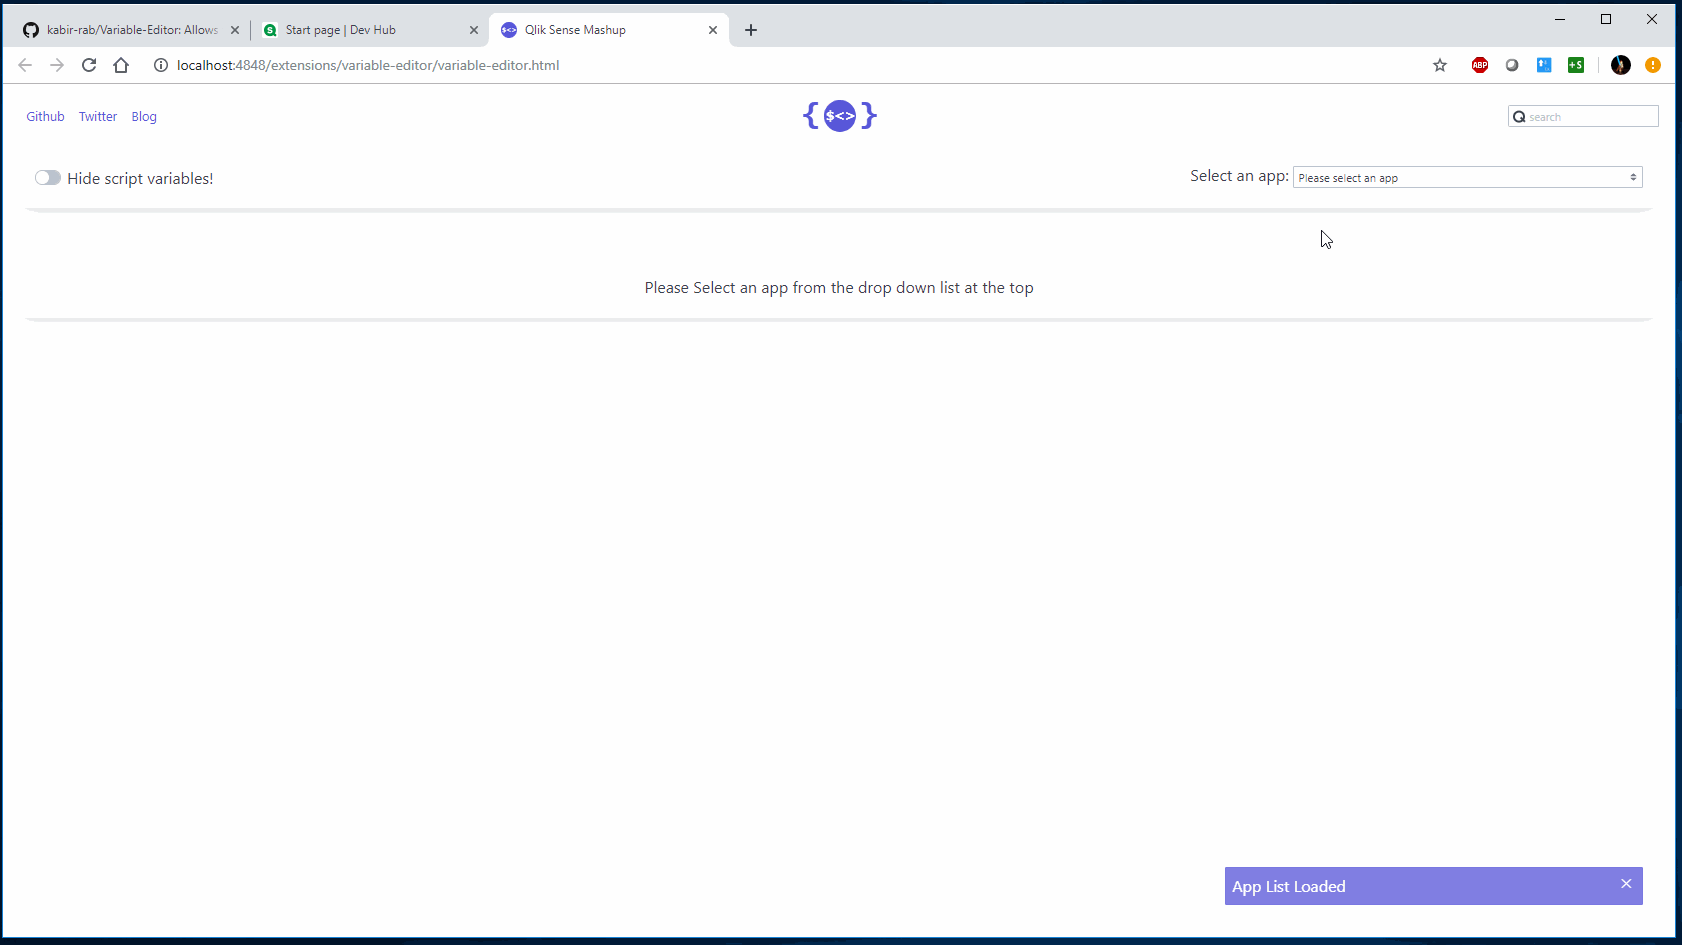 kabir-rab/Variable-Editor: Allows
Start page | Dev Hub
Qlik Sense Mashup
localhost:4848/extensions/variable-editor/variable-editor.html
ABP
+S
Github Twitter Blog
{$<>}
search
Hide script variables!
Select an app: Please select an app
Please Select an app from the drop down list at the top
App List Loaded